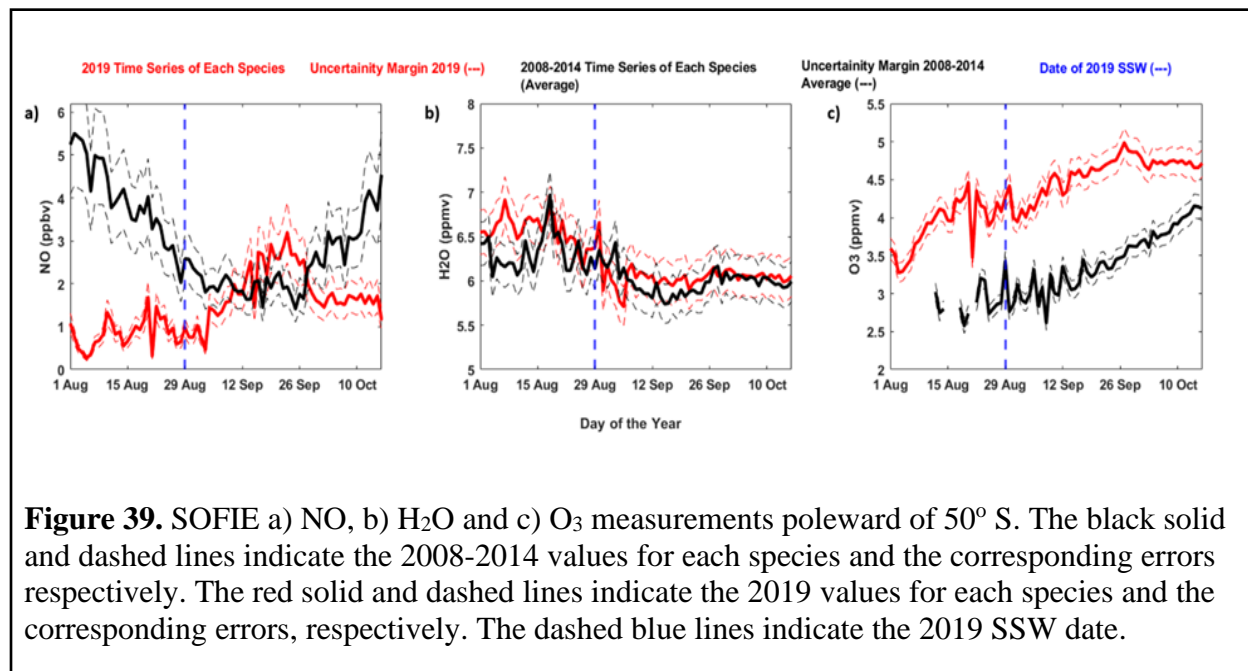 2019 Time Series of Each Species
Uncertainity Margin 2019 (---)
2008-2014 Time Series of Each Species
(Average)
Uncertainity Margin 2008-2014
Average (---)
Date of 2019 SSW (---)
a)
NO (ppbv)
6
5
4
3
2
1
0
1 Aug 15 Aug 29 Aug 12 Sep 26 Sep 10 Oct
b)
H2O (ppmv)
8
7.5
7
6.5
6
5.5
5
1 Aug 15 Aug 29 Aug 12 Sep 26 Sep 10 Oct
c)
O3 (ppmv)
5.5
5
4.5
4
3.5
3
2.5
2
1 Aug 15 Aug 29 Aug 12 Sep 26 Sep 10 Oct
Day of the Year
Figure 39. SOFIE a) NO, b) H₂O and c) O₃ measurements poleward of 50° S. The black solid
and dashed lines indicate the 2008-2014 values for each species and the corresponding errors
respectively. The red solid and dashed lines indicate the 2019 values for each species and the
corresponding errors, respectively. The dashed blue lines indicate the 2019 SSW date.